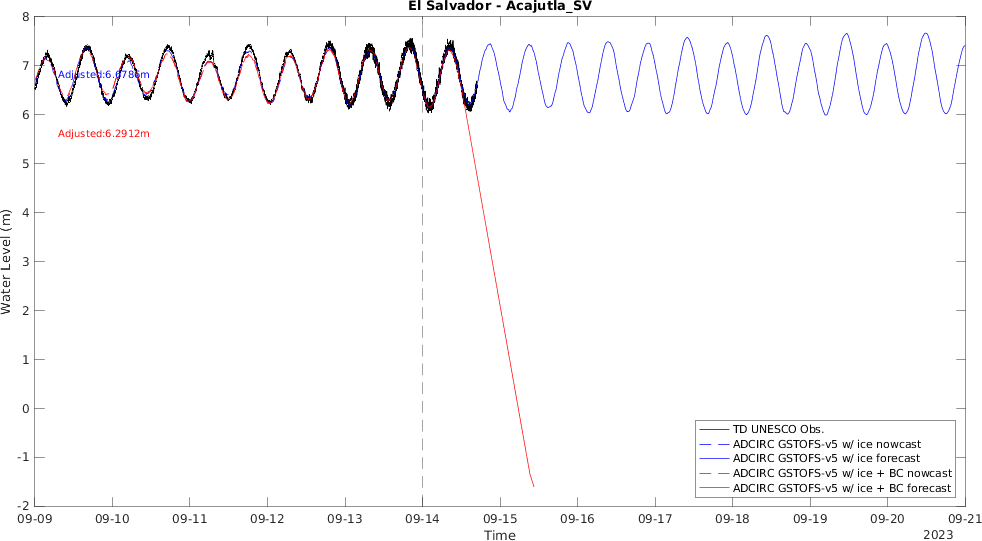 El Salvador - Acajutla_SV
8
7
6
5
4
3
2
1
0
-1
-2
Water Level (m)
Adjusted:6.6786m
Adjusted:6.2912m
TD UNESCO Obs.
ADCIRC GSTOFS-v5 w/ ice nowcast
ADCIRC GSTOFS-v5 w/ ice forecast
ADCIRC GSTOFS-v5 w/ ice + BC nowcast
ADCIRC GSTOFS-v5 w/ ice + BC forecast
09-09 09-10 09-11 09-12 09-13 09-14 09-15 09-16 09-17 09-18 09-19 09-20 09-21
Time
2023